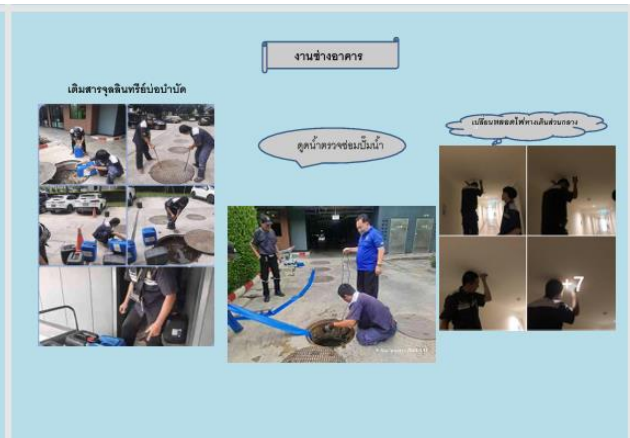 งานช่างอาคาร
เติมสารจุลลินทรีย์บ่อบำบัด
ดูดน้ำตรวจซ่อมปั๊มน้ำ
เปลี่ยนหลอดไฟทางเดินส่วนกลาง
+7